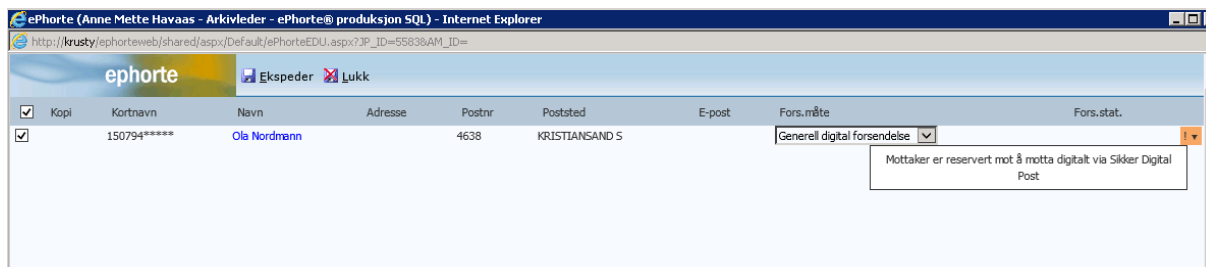 ePhorte (Anne Mette Havaas - Arkivleder - ePhorte® produksjon SQL) - Internet Explorer
http://krusty/ephorteweb/shared/aspx/Default/ePhorteEDU.aspx?JP_ID=5583&AM_ID=
ephorte Ekspeder Lukk
Kopi Kortnavn Navn Adresse Postnr Poststed E-post Fors.måte Fors.stat.
150794***** Ola Nordmann 4638 KRISTIANSAND S Generell digital forsendelse !
Mottaker er reservert mot å motta digitalt via Sikker Digital
Post